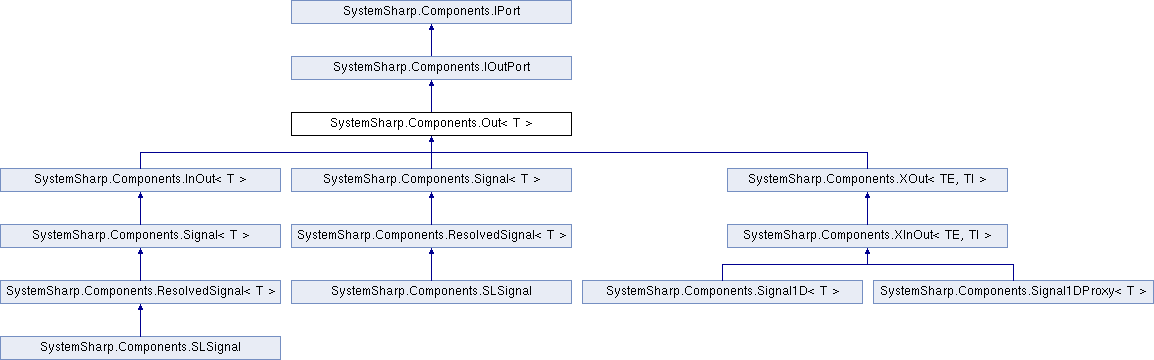 SystemSharp.Components.IPort
SystemSharp.Components.IOutPort
SystemSharp.Components.Out< T >
SystemSharp.Components.InOut< T >
SystemSharp.Components.Signal< T >
SystemSharp.Components.XOut< TE, TI >
SystemSharp.Components.Signal< T >
SystemSharp.Components.ResolvedSignal< T >
SystemSharp.Components.XInOut< TE, TI >
SystemSharp.Components.ResolvedSignal< T >
SystemSharp.Components.SLSignal
SystemSharp.Components.Signal1D< T >
SystemSharp.Components.Signal1DProxy< T >
SystemSharp.Components.SLSignal